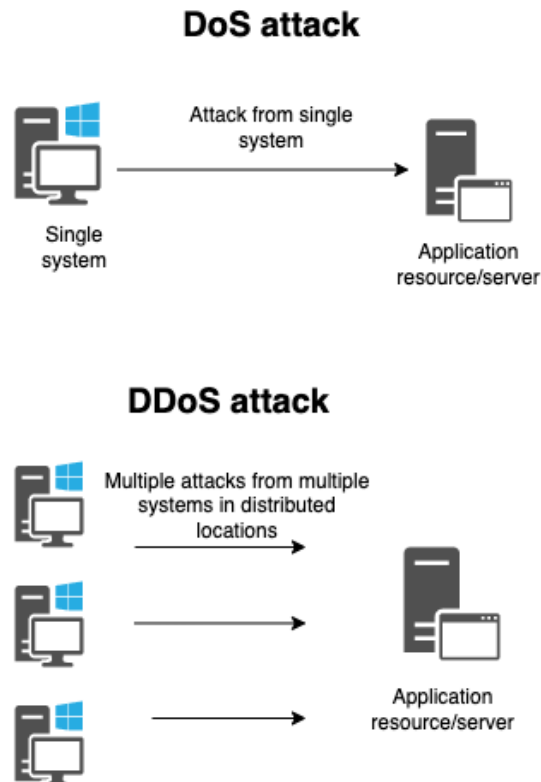 DoS attack
Attack from single
system
Single
system
Application
resource/server
DDoS attack
Multiple attacks from multiple
systems in distributed
locations
Application
resource/server